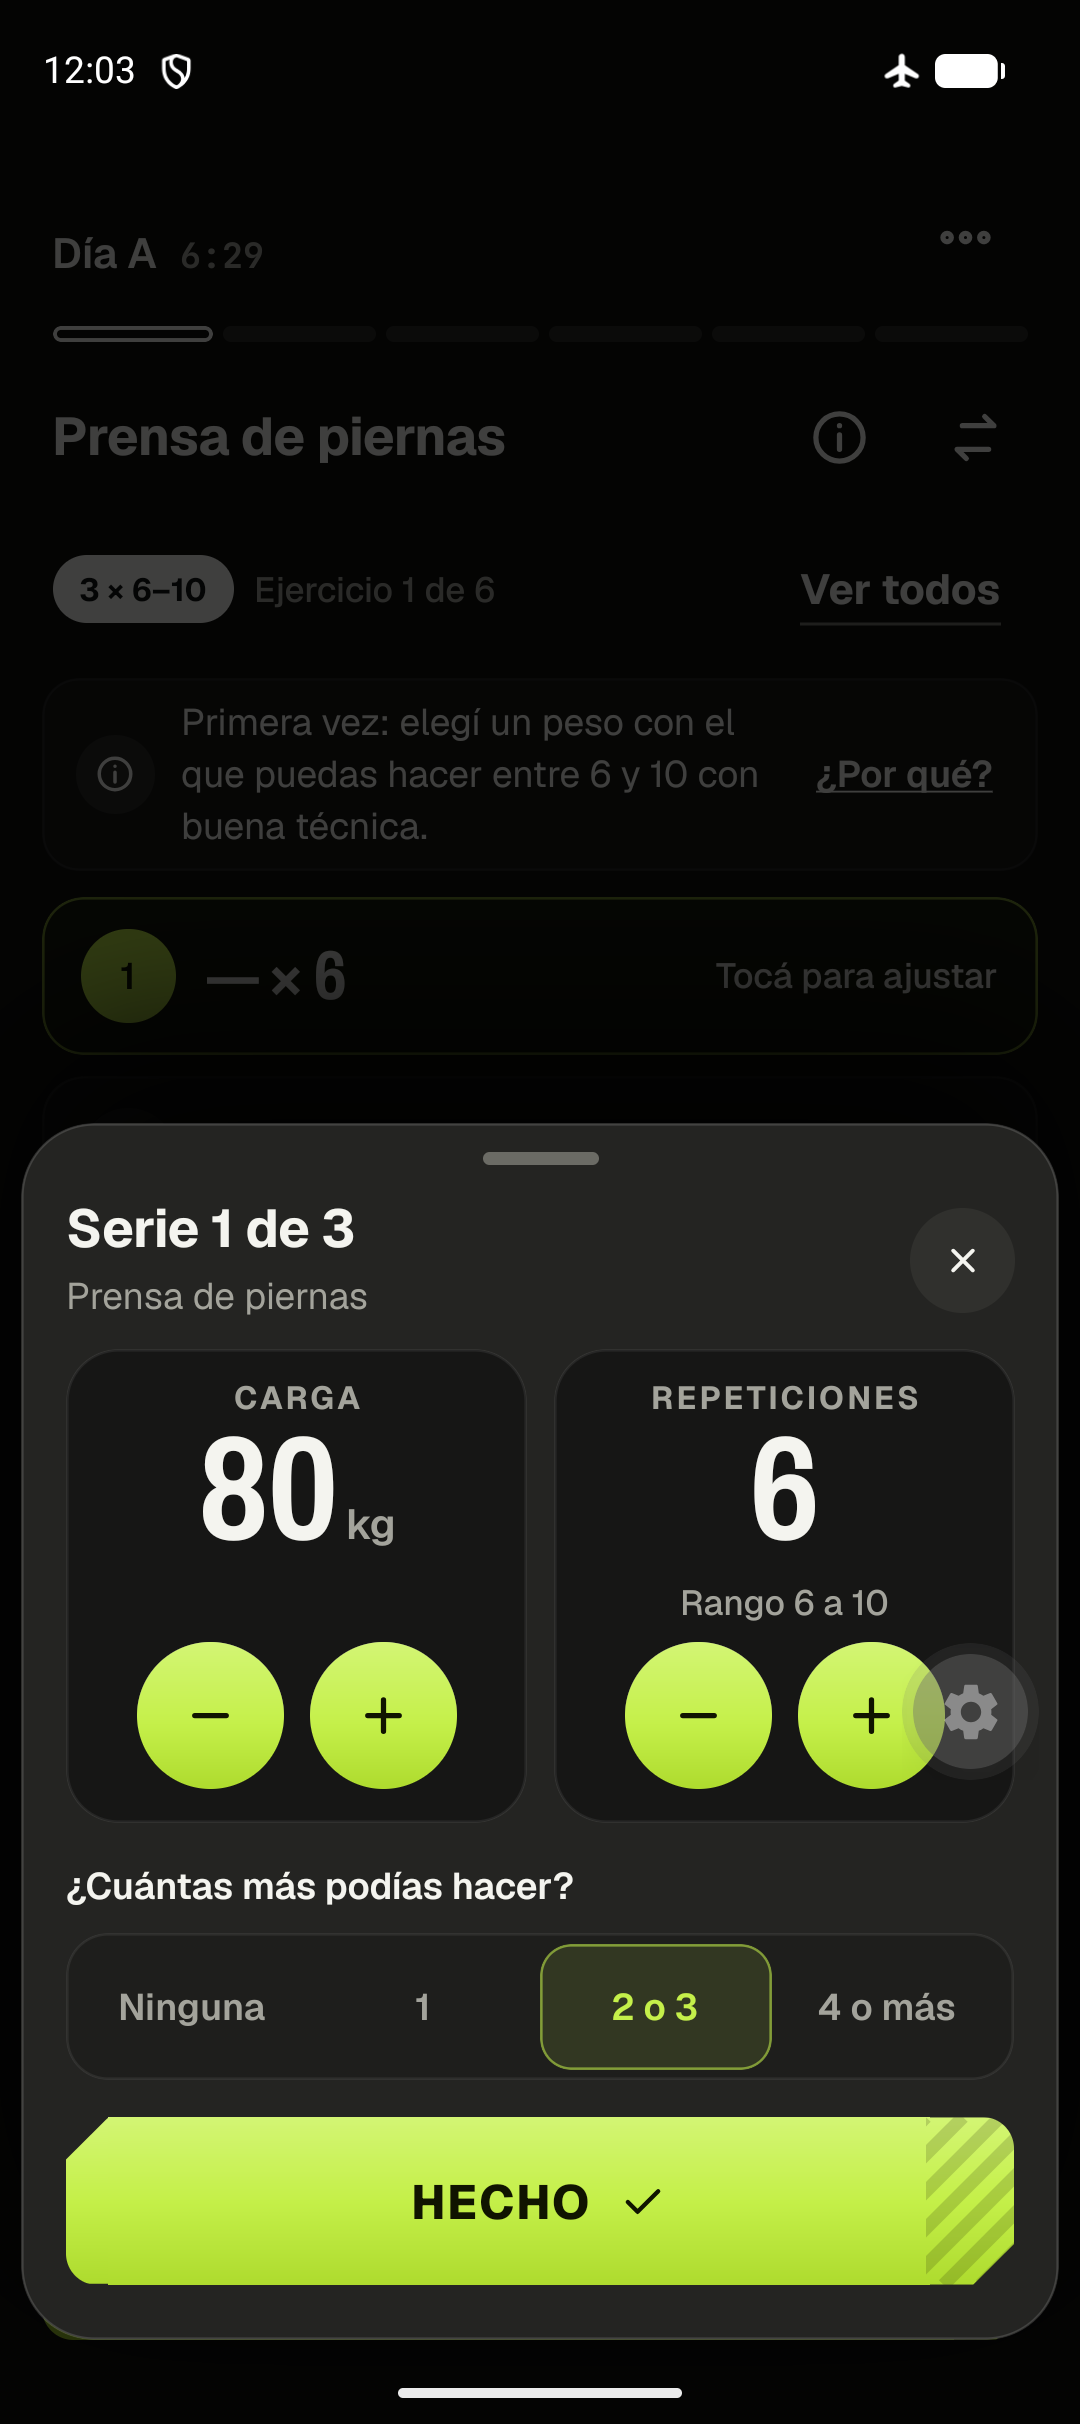 12:03
Día A 6:29
Prensa de piernas
3 × 6–10 Ejercicio 1 de 6 Ver todos
Primera vez: elegí un peso con el
que puedas hacer entre 6 y 10 con ¿Por qué?
buena técnica.
1 — × 6 Tocá para ajustar
Serie 1 de 3
Prensa de piernas
CARGA REPETICIONES
80 kg 6
Rango 6 a 10
− + − +
¿Cuántas más podías hacer?
Ninguna 1 2 o 3 4 o más
HECHO